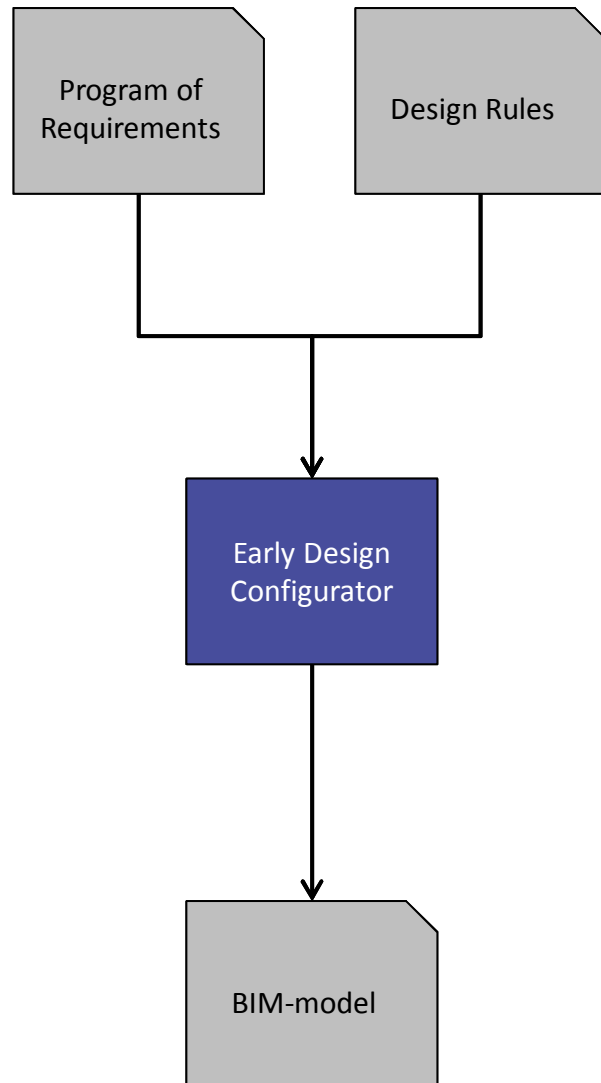 Program of
Requirements
Design Rules
Early Design
Configurator
BIM-model